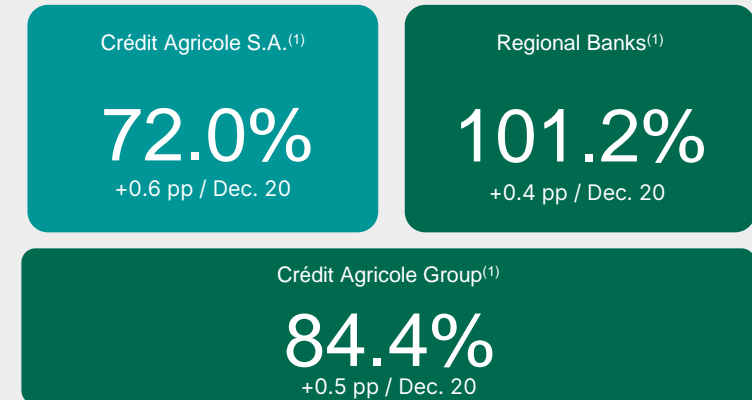 Crédit Agricole S.A.(1)
72.0%
+0.6 pp / Dec. 20
Regional Banks(1)
101.2%
+0.4 pp / Dec. 20
Crédit Agricole Group(1)
84.4%
+0.5 pp / Dec. 20